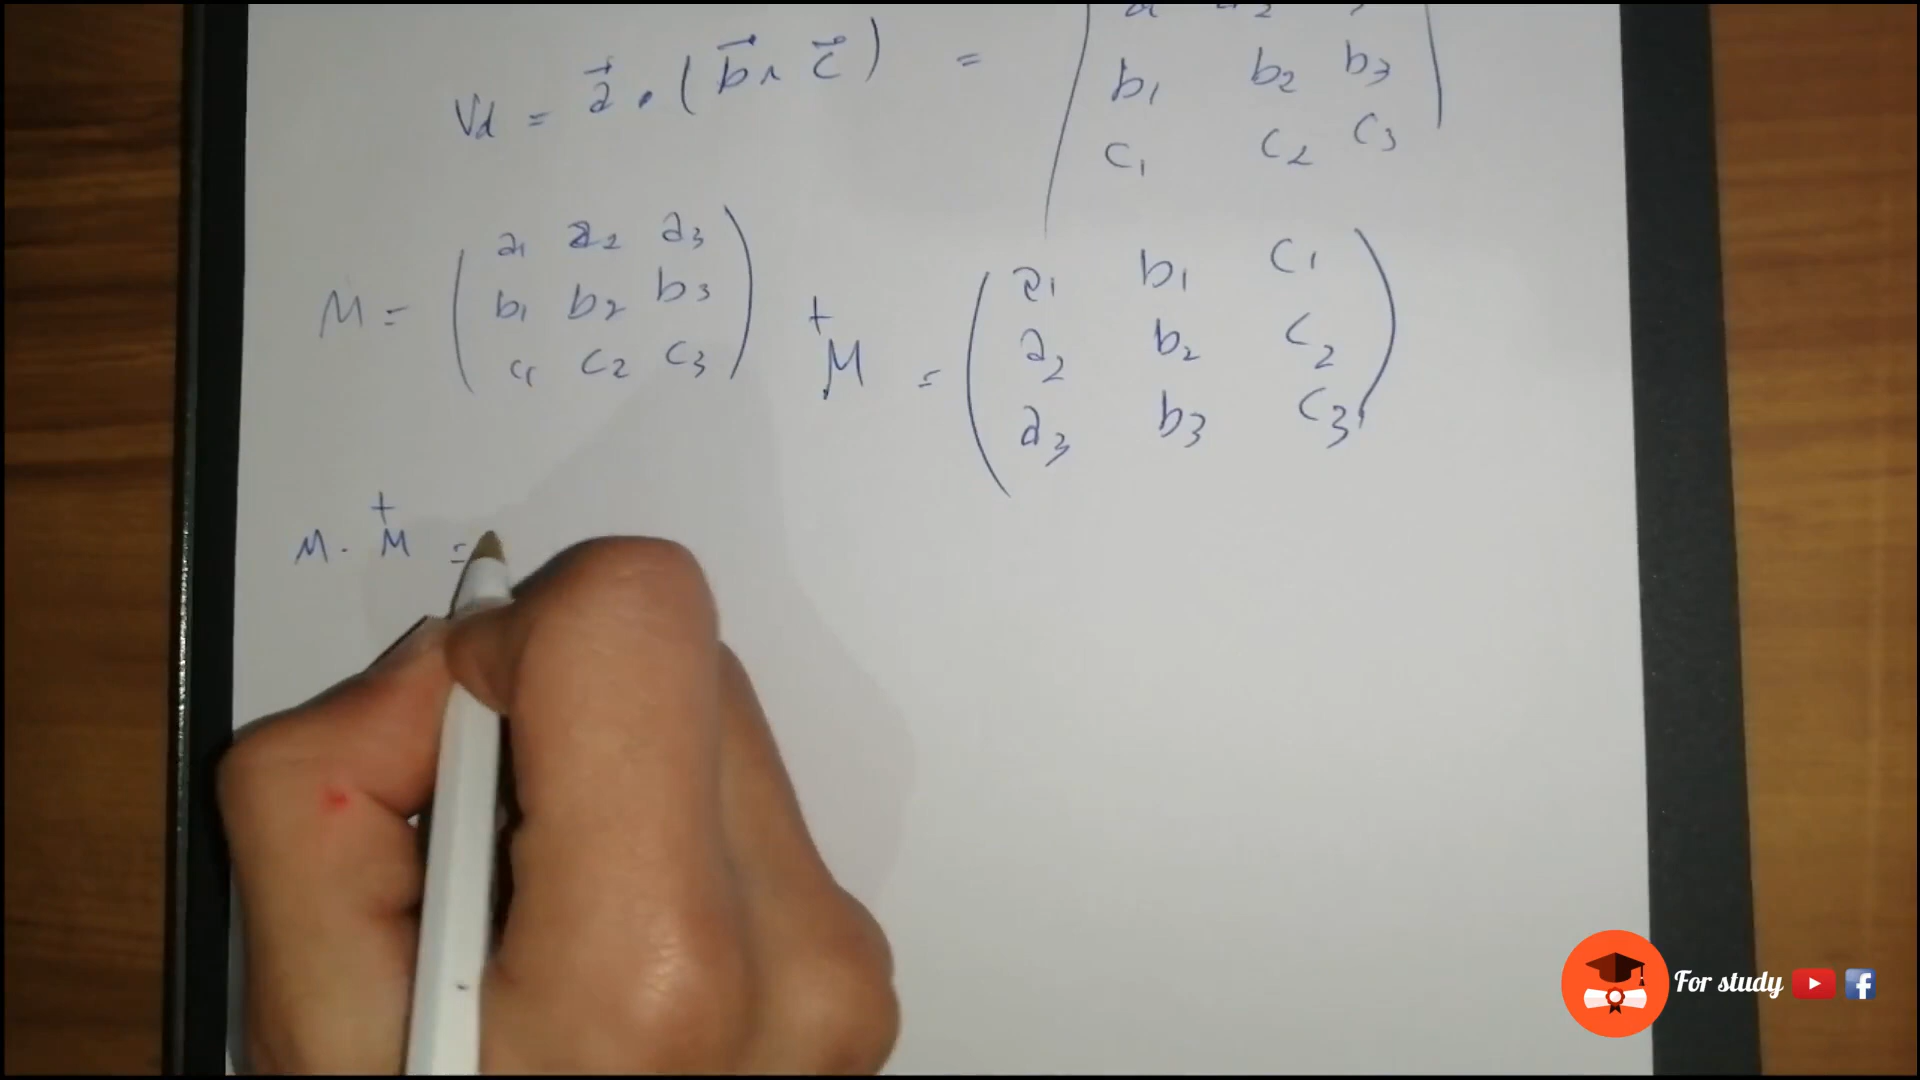 Vd = a⃗ . ( b⃗ ∧ c⃗ ) =
b1 b2 b3
c1 c2 c3
M = ( a1 a2 a3
b1 b2 b3
c1 c2 c3 )
tM = ( a1 b1 c1
a2 b2 c2
a3 b3 c3 )
M . tM =
For study